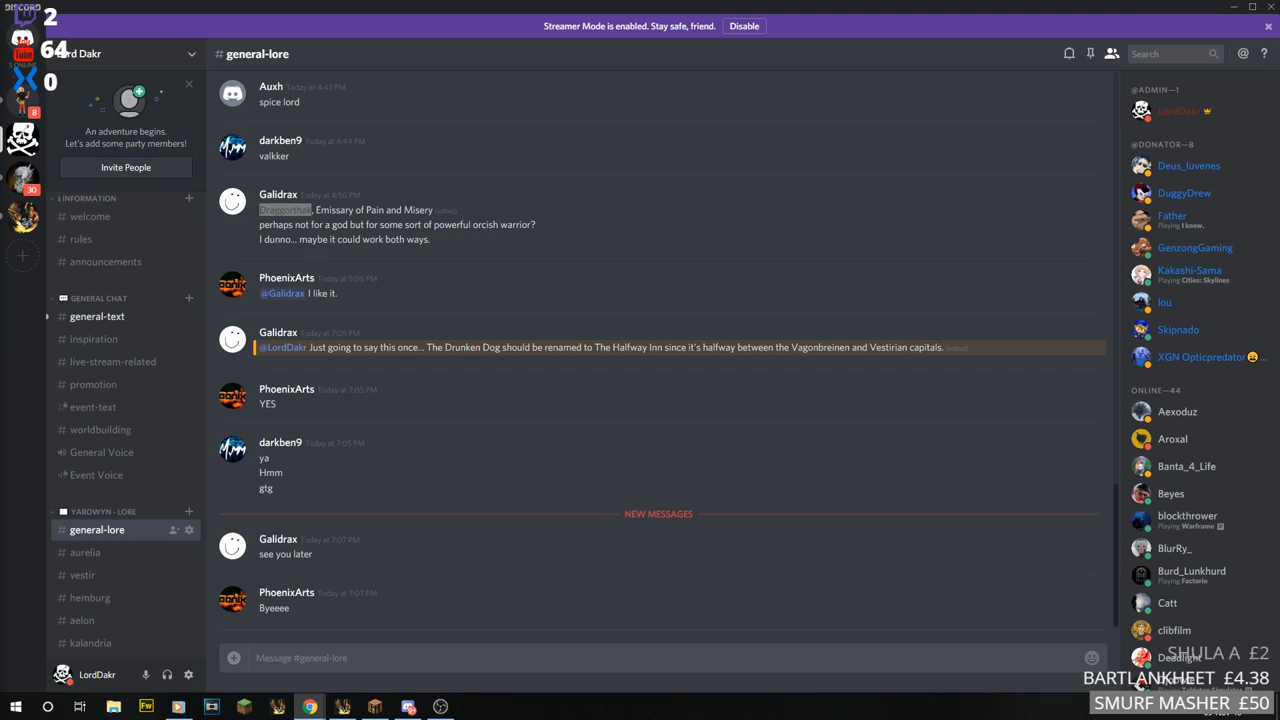 DISCORD
2
64
0
Streamer Mode is enabled. Stay safe, friend.
Disable
Lord Dakr
8
30
An adventure begins.
Let's add some party members!
Invite People
INFORMATION
welcome
rules
announcements
GENERAL CHAT
general-text
inspiration
live-stream-related
promotion
event-text
worldbuilding
General Voice
Event Voice
YAROWYN - LORE
general-lore
aurelia
vestir
hemburg
aelon
kalandria
LordDakr
# general-lore
Search
Auxh Today at 4:43 PM
spice lord
darkben9 Today at 4:44 PM
valkker
Galidrax Today at 4:50 PM
, Emissary of Pain and Misery (edited)
perhaps not for a god but for some sort of powerful orcish warrior?
I dunno... maybe it could work both ways.
PhoenixArts Today at 5:06 PM
@Galidrax I like it.
Galidrax Today at 7:05 PM
@LordDakr Just going to say this once... The Drunken Dog should be renamed to The Halfway Inn since it's halfway between the Vagonbreinen and Vestirian capitals. (edited)
PhoenixArts Today at 7:05 PM
YES
darkben9 Today at 7:05 PM
ya
Hmm
gtg
NEW MESSAGES
Galidrax Today at 7:07 PM
see you later
PhoenixArts Today at 7:07 PM
Byeeee
Message #general-lore
@ADMIN—1
LordDakr
@DONATOR—8
Deus_Iuvenes
DuggyDrew
Father
Playing I know.
GenzongGaming
Kakashi-Sama
Playing Cities: Skylines
lou
Skipnado
XGN Opticpredator😩...
ONLINE—44
Aexoduz
Aroxal
Banta_4_Life
Beyes
blockthrower
Playing Warframe
BlurRy_
Burd_Lunkhurd
Playing Factorio
Catt
clibfilm
Deadlight
SHULA A £2
BARTLANKHEET £4.38
SMURF MASHER £50